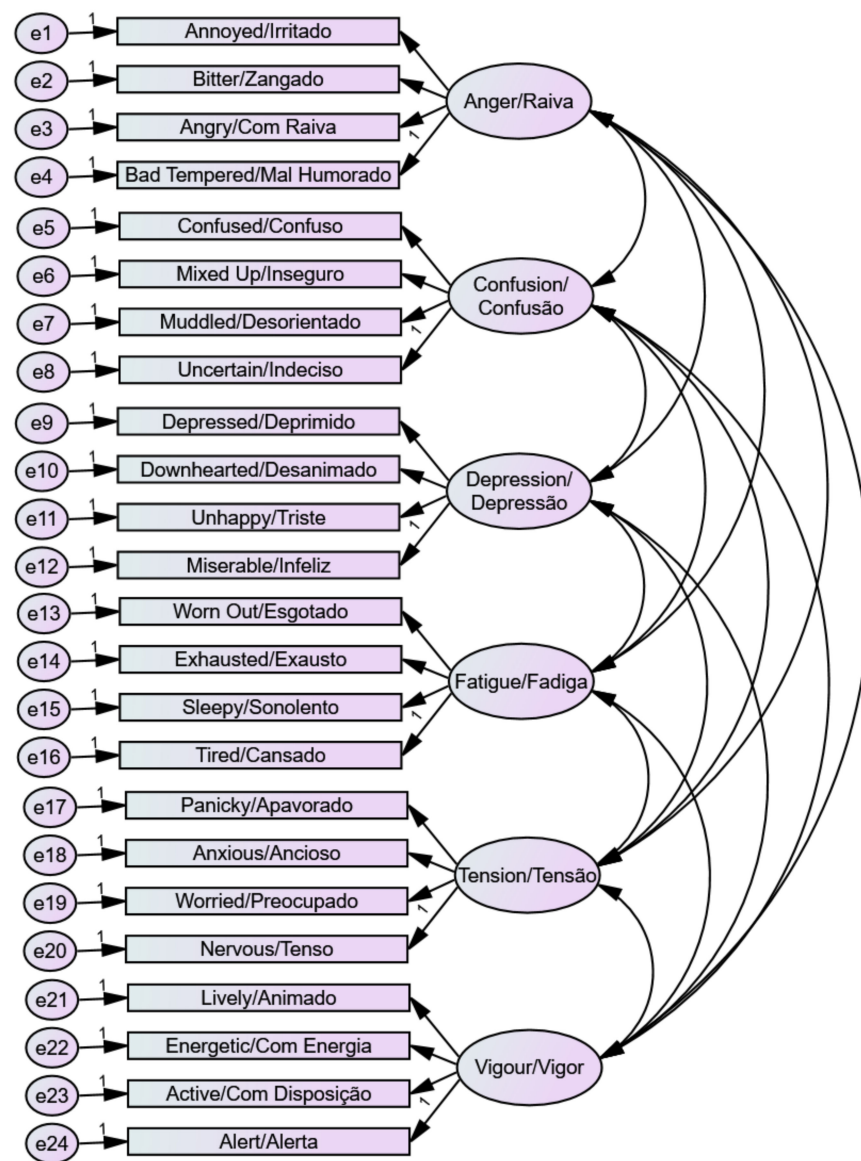 e1
1
Annoyed/Irritado
e2
1
Bitter/Zangado
Anger/Raiva
e3
1
Angry/Com Raiva
1
e4
1
Bad Tempered/Mal Humorado
e5
1
Confused/Confuso
e6
1
Mixed Up/Inseguro
Confusion/
Confusão
e7
1
Muddled/Desorientado
1
e8
1
Uncertain/Indeciso
e9
1
Depressed/Deprimido
e10
1
Downhearted/Desanimado
Depression/
Depressão
e11
1
Unhappy/Triste
1
e12
1
Miserable/Infeliz
e13
1
Worn Out/Esgotado
e14
1
Exhausted/Exausto
Fatigue/Fadiga
e15
1
Sleepy/Sonolento
1
e16
1
Tired/Cansado
e17
1
Panicky/Apavorado
e18
1
Anxious/Ancioso
Tension/Tensão
e19
1
Worried/Preocupado
1
e20
1
Nervous/Tenso
e21
1
Lively/Animado
e22
1
Energetic/Com Energia
Vigour/Vigor
e23
1
Active/Com Disposição
1
e24
1
Alert/Alerta